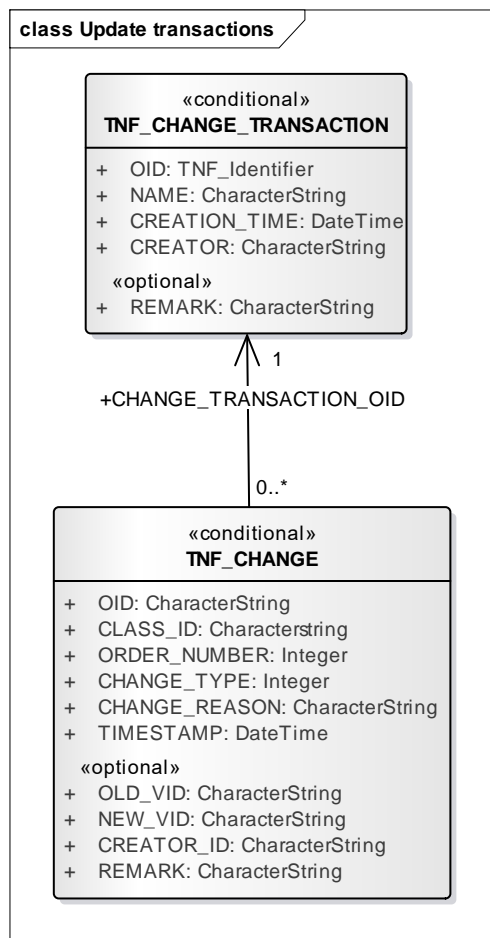 class Update transactions
«conditional»
TNF_CHANGE_TRANSACTION
+ OID: TNF_Identifier
+ NAME: CharacterString
+ CREATION_TIME: DateTime
+ CREATOR: CharacterString
«optional»
+ REMARK: CharacterString
1
+CHANGE_TRANSACTION_OID
0..*
«conditional»
TNF_CHANGE
+ OID: CharacterString
+ CLASS_ID: Characterstring
+ ORDER_NUMBER: Integer
+ CHANGE_TYPE: Integer
+ CHANGE_REASON: CharacterString
+ TIMESTAMP: DateTime
«optional»
+ OLD_VID: CharacterString
+ NEW_VID: CharacterString
+ CREATOR_ID: CharacterString
+ REMARK: CharacterString